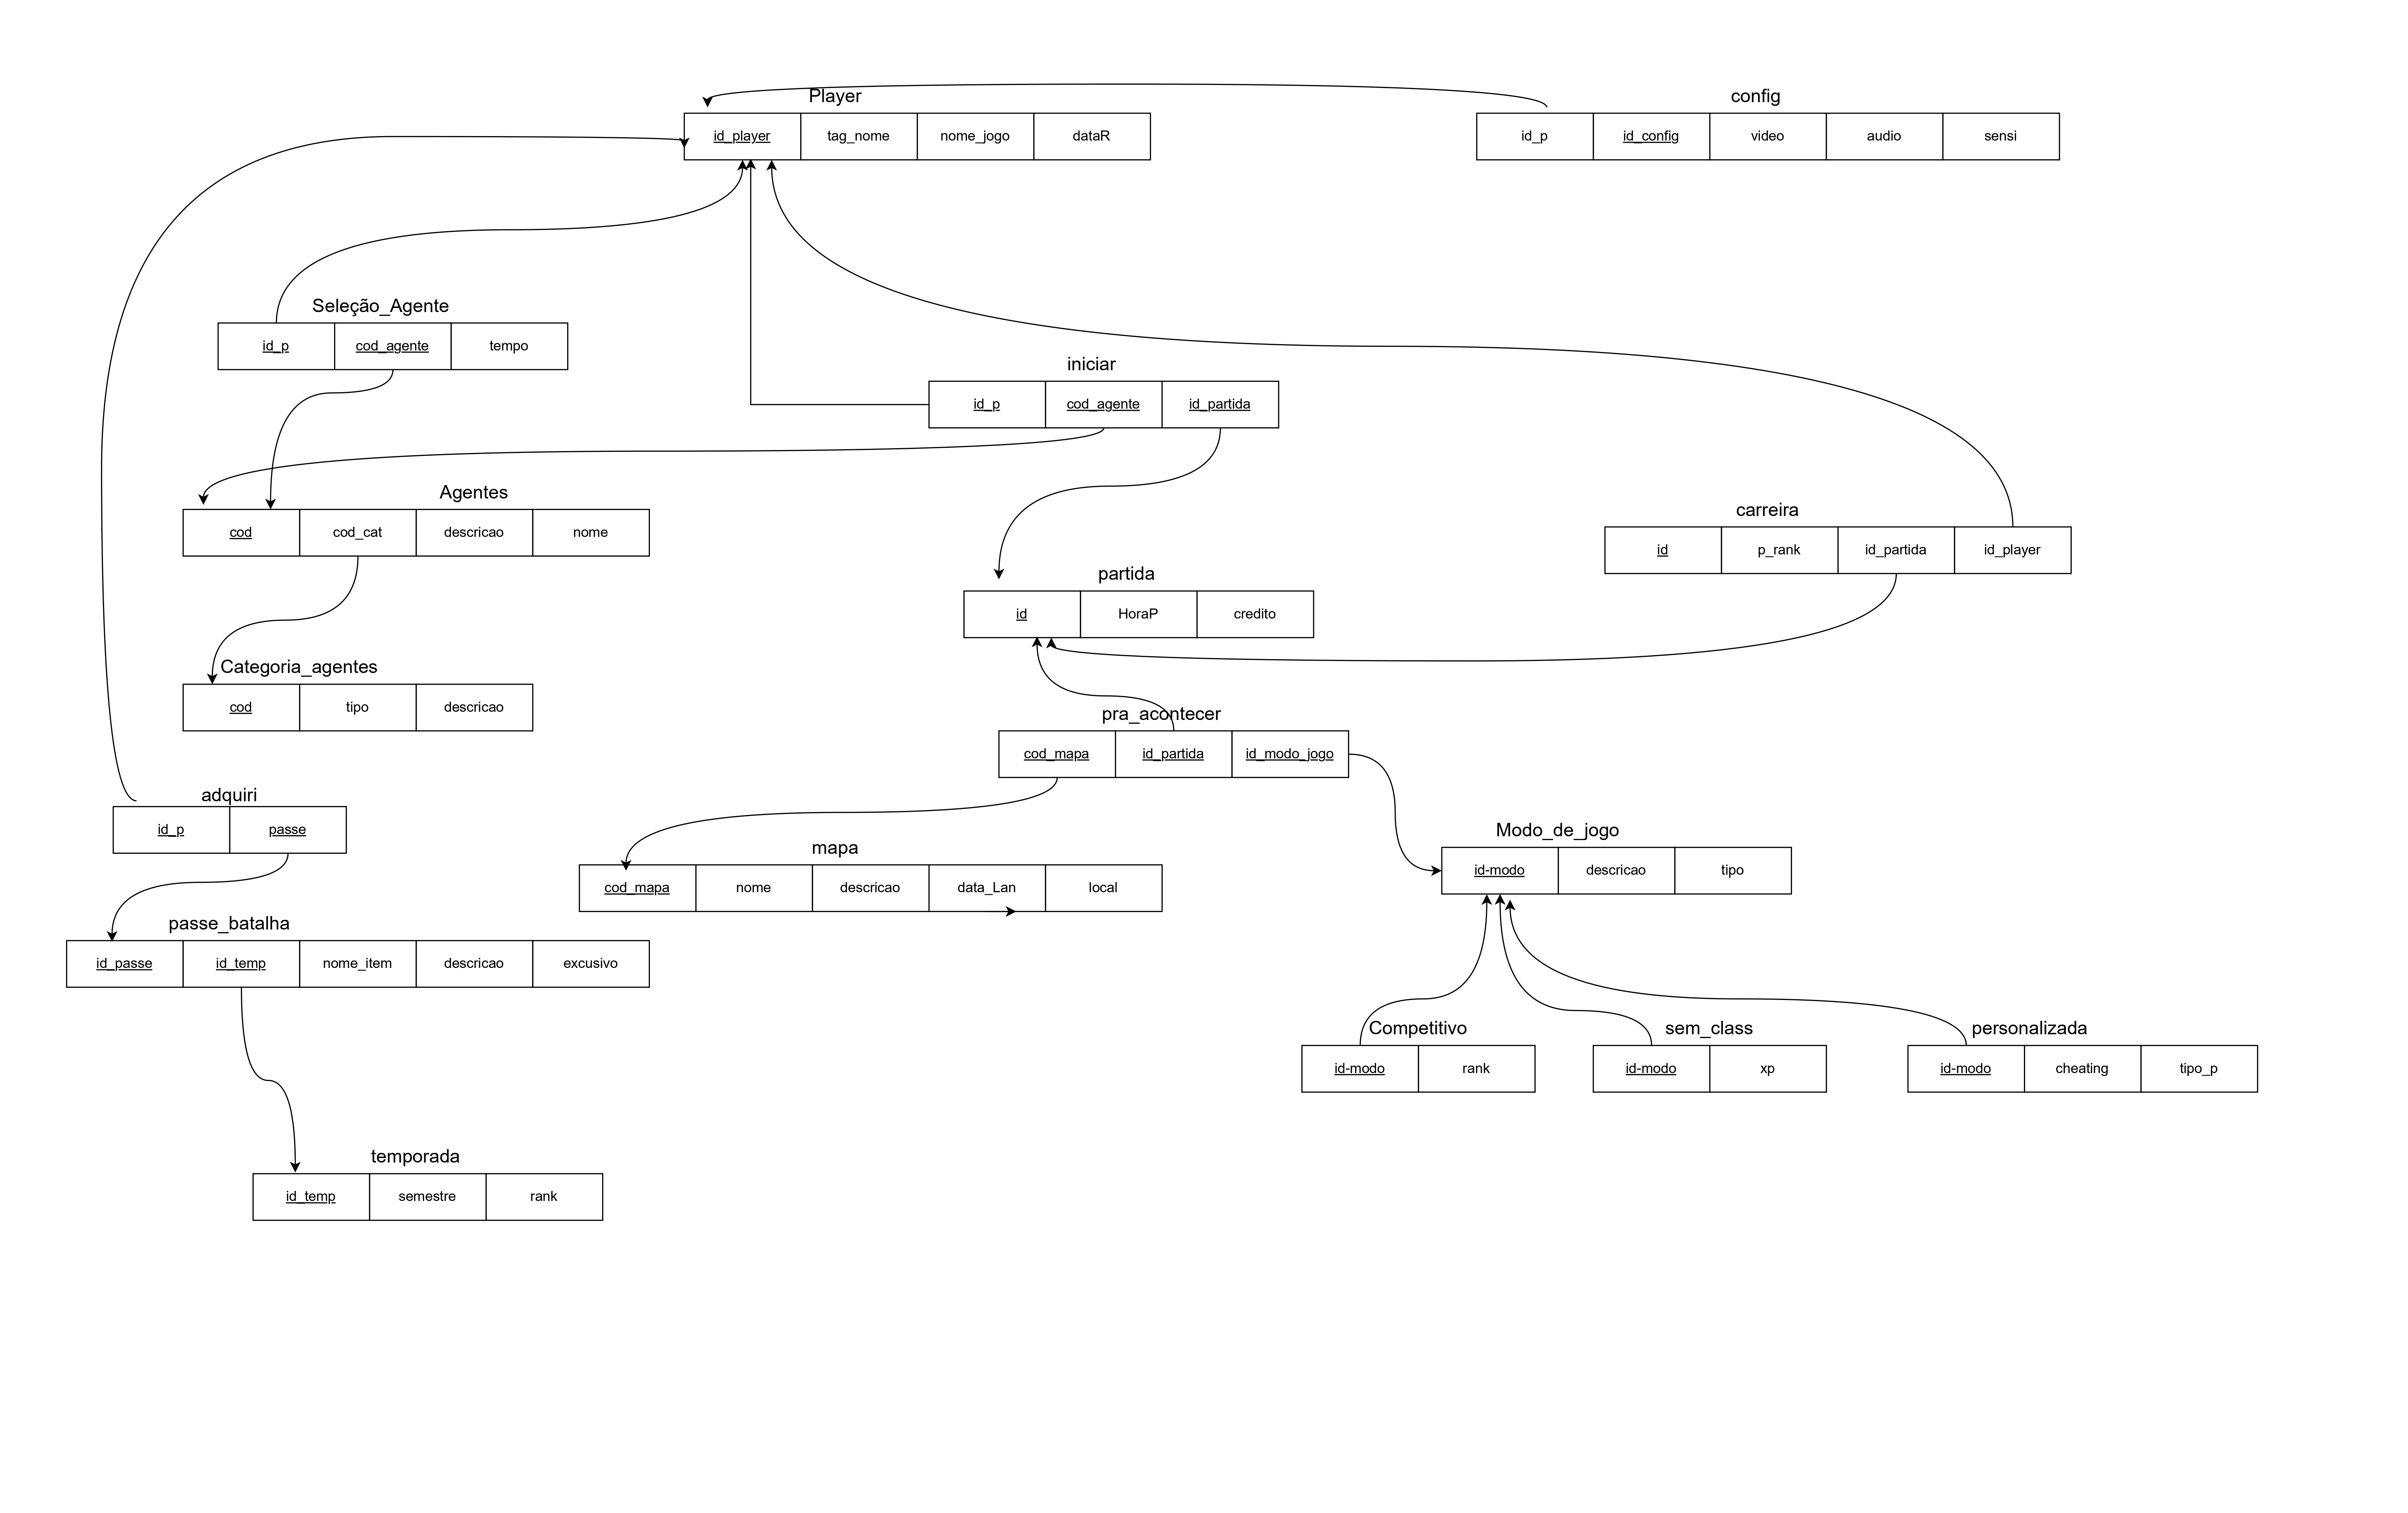 Player
id_player tag_nome nome_jogo dataR
config
id_p id_config video audio sensi
Seleção_Agente
id_p cod_agente tempo
iniciar
id_p cod_agente id_partida
Agentes
cod cod_cat descricao nome
carreira
id p_rank id_partida id_player
partida
id HoraP credito
Categoria_agentes
cod tipo descricao
pra_acontecer
cod_mapa id_partida id_modo_jogo
adquiri
id_p passe
Modo_de_jogo
id-modo descricao tipo
mapa
cod_mapa nome descricao data_Lan local
passe_batalha
id_passe id_temp nome_item descricao excusivo
Competitivo
id-modo rank
sem_class
id-modo xp
personalizada
id-modo cheating tipo_p
temporada
id_temp semestre rank